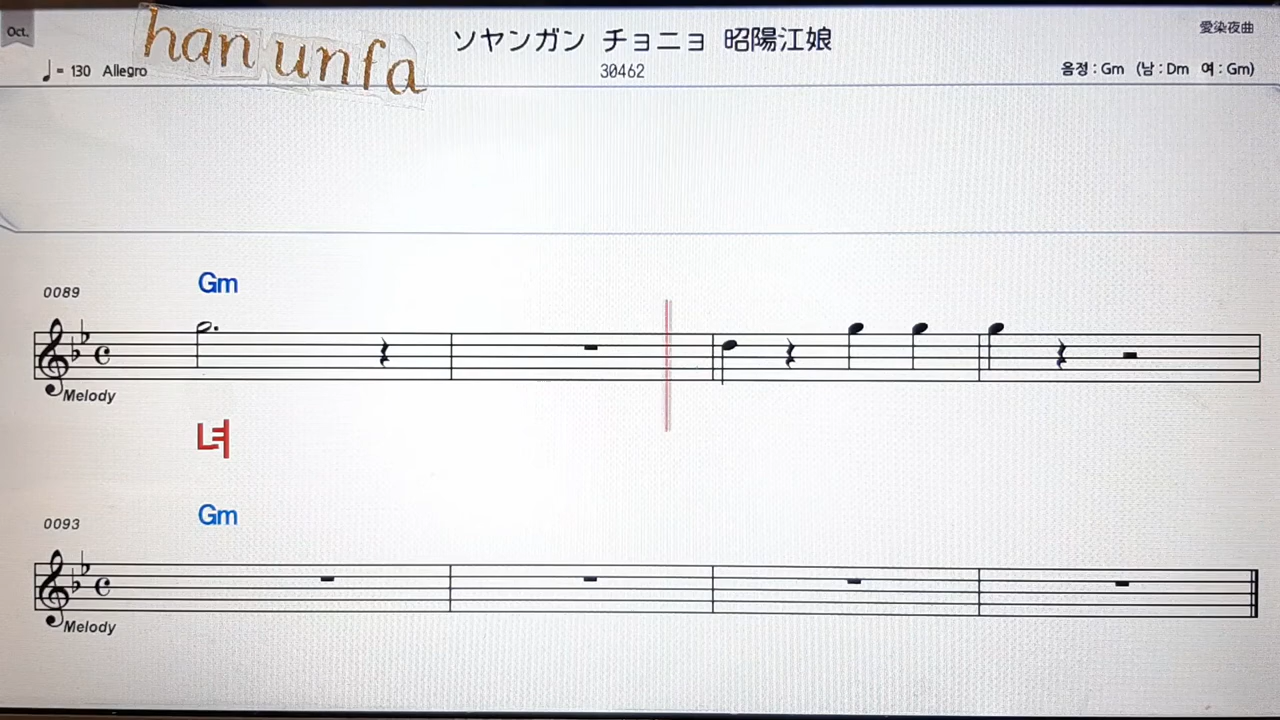 Oct.
han unfa
ソヤンガン チョニョ 昭陽江娘
愛染夜曲
♩= 130 Allegro
30462
음정 : Gm (남 : Dm 여 : Gm)
0089
Gm
Melody
녀
0093
Gm
Melody